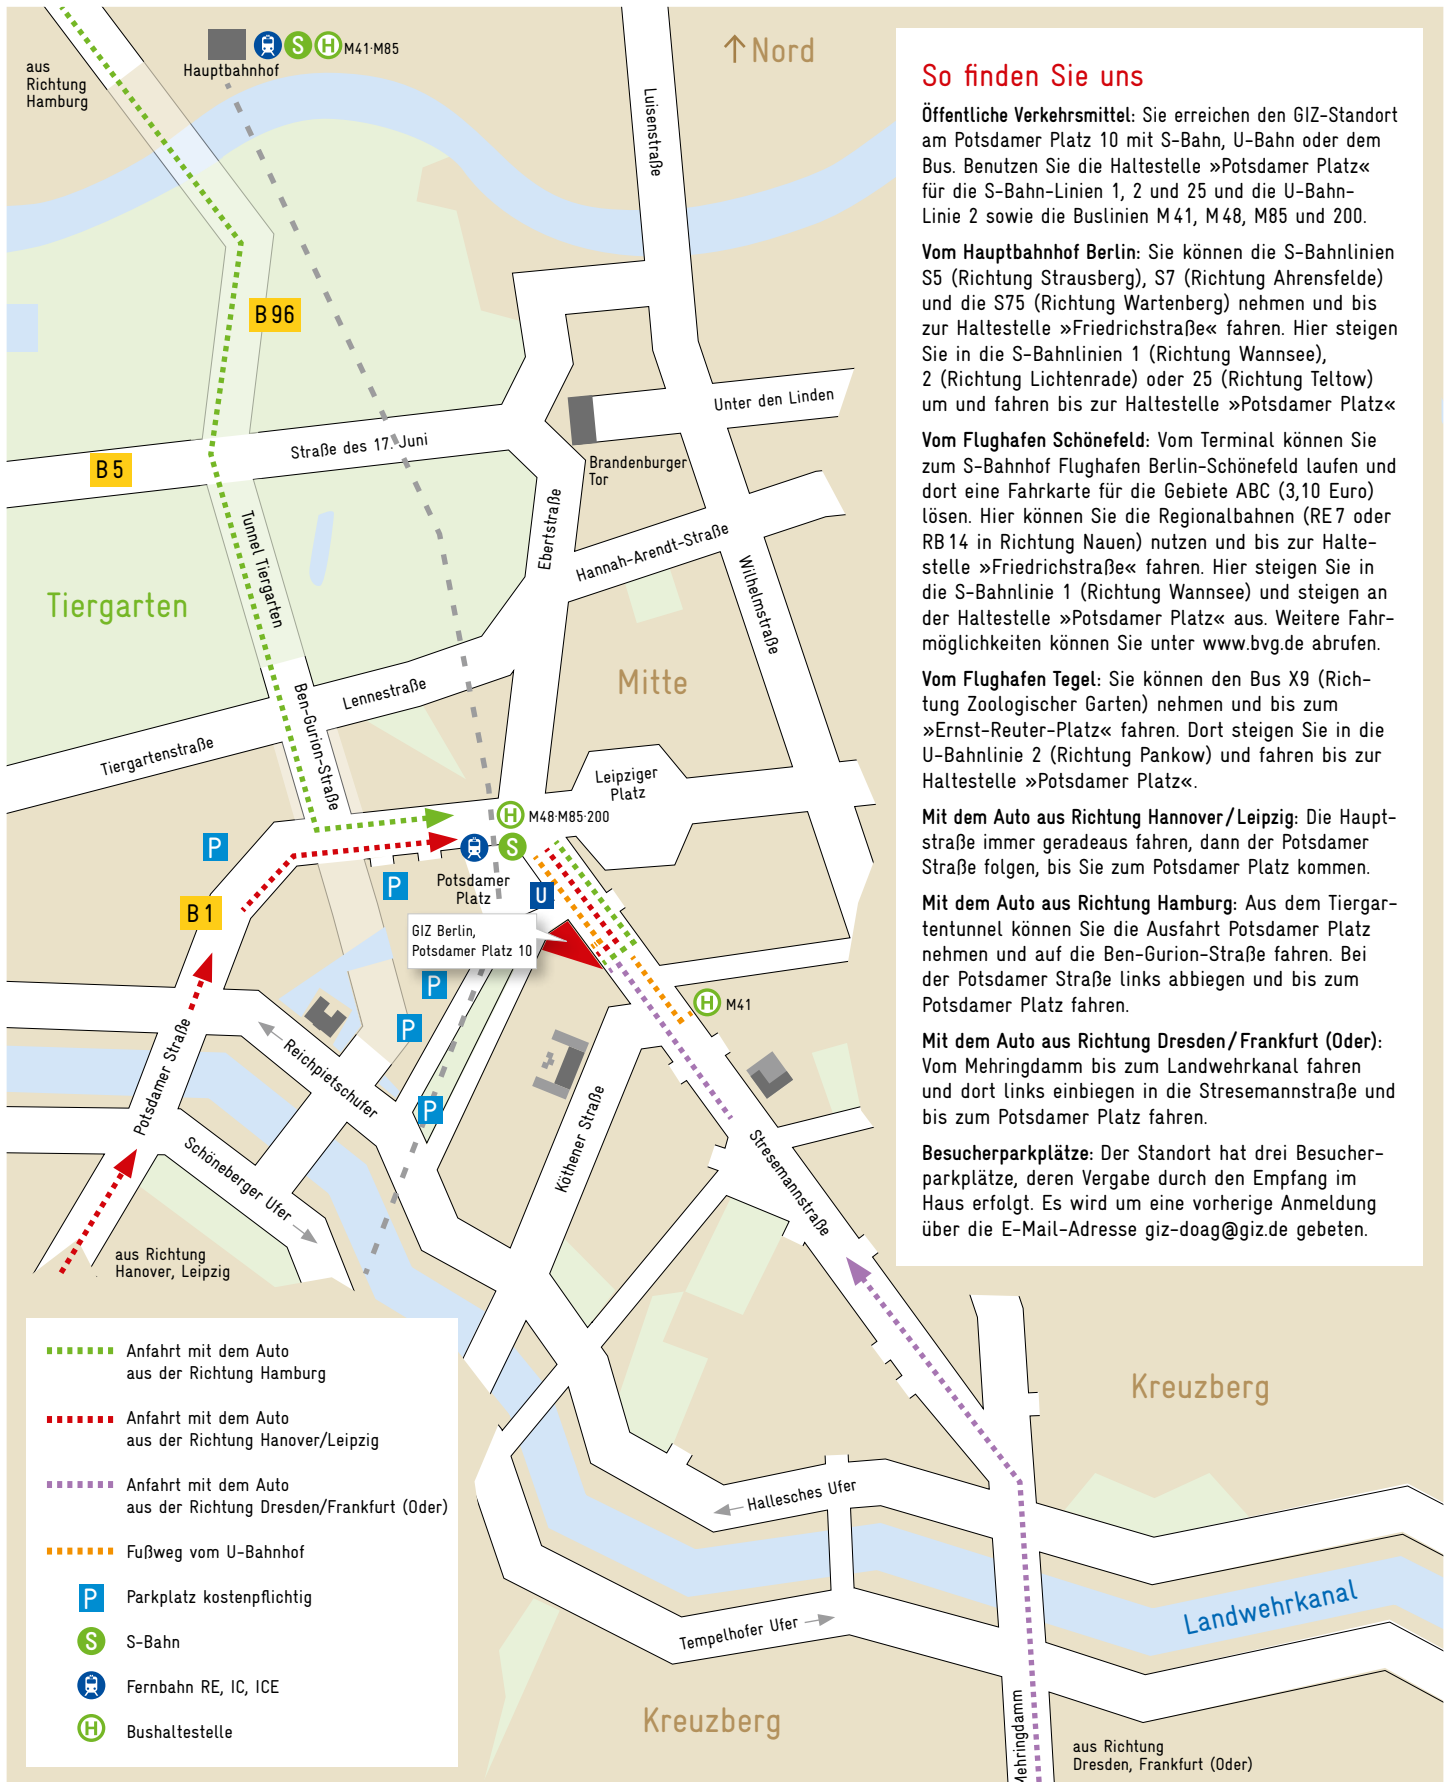 aus
Richtung
Hamburg
Hauptbahnhof
S
H
M41·M85
↑Nord
Luisenstraße
B 96
B 5
Straße des 17. Juni
Unter den Linden
Brandenburger
Tor
Ebertstraße
Hannah-Arendt-Straße
Wilhelmstraße
Tunnel Tiergarten
Tiergarten
Mitte
Lennestraße
Ben-Gurion-Straße
Tiergartenstraße
Leipziger
Platz
H
M48·M85·200
S
P
P
Potsdamer
Platz
U
B 1
GIZ Berlin,
Potsdamer Platz 10
P
P
P
H
M41
Potsdamer Straße
← Reichpietschufer
Schöneberger Ufer →
Köthener Straße
Stresemannstraße
aus Richtung
Hanover, Leipzig
Kreuzberg
← Hallesches Ufer
Tempelhofer Ufer →
Landwehrkanal
Kreuzberg
Mehringdamm
aus Richtung
Dresden, Frankfurt (Oder)
So finden Sie uns
Öffentliche Verkehrsmittel: Sie erreichen den GIZ-Standort
am Potsdamer Platz 10 mit S-Bahn, U-Bahn oder dem
Bus. Benutzen Sie die Haltestelle »Potsdamer Platz«
für die S-Bahn-Linien 1, 2 und 25 und die U-Bahn-
Linie 2 sowie die Buslinien M 41, M 48, M85 und 200.
Vom Hauptbahnhof Berlin: Sie können die S-Bahnlinien
S5 (Richtung Strausberg), S7 (Richtung Ahrensfelde)
und die S75 (Richtung Wartenberg) nehmen und bis
zur Haltestelle »Friedrichstraße« fahren. Hier steigen
Sie in die S-Bahnlinien 1 (Richtung Wannsee),
2 (Richtung Lichtenrade) oder 25 (Richtung Teltow)
um und fahren bis zur Haltestelle »Potsdamer Platz«
Vom Flughafen Schönefeld: Vom Terminal können Sie
zum S-Bahnhof Flughafen Berlin-Schönefeld laufen und
dort eine Fahrkarte für die Gebiete ABC (3,10 Euro)
lösen. Hier können Sie die Regionalbahnen (RE 7 oder
RB 14 in Richtung Nauen) nutzen und bis zur Halte-
stelle »Friedrichstraße« fahren. Hier steigen Sie in
die S-Bahnlinie 1 (Richtung Wannsee) und steigen an
der Haltestelle »Potsdamer Platz« aus. Weitere Fahr-
möglichkeiten können Sie unter www.bvg.de abrufen.
Vom Flughafen Tegel: Sie können den Bus X9 (Rich-
tung Zoologischer Garten) nehmen und bis zum
»Ernst-Reuter-Platz« fahren. Dort steigen Sie in die
U-Bahnlinie 2 (Richtung Pankow) und fahren bis zur
Haltestelle »Potsdamer Platz«.
Mit dem Auto aus Richtung Hannover/Leipzig: Die Haupt-
straße immer geradeaus fahren, dann der Potsdamer
Straße folgen, bis Sie zum Potsdamer Platz kommen.
Mit dem Auto aus Richtung Hamburg: Aus dem Tiergar-
tentunnel können Sie die Ausfahrt Potsdamer Platz
nehmen und auf die Ben-Gurion-Straße fahren. Bei
der Potsdamer Straße links abbiegen und bis zum
Potsdamer Platz fahren.
Mit dem Auto aus Richtung Dresden/Frankfurt (Oder):
Vom Mehringdamm bis zum Landwehrkanal fahren
und dort links einbiegen in die Stresemannstraße und
bis zum Potsdamer Platz fahren.
Besucherparkplätze: Der Standort hat drei Besucher-
parkplätze, deren Vergabe durch den Empfang im
Haus erfolgt. Es wird um eine vorherige Anmeldung
über die E-Mail-Adresse giz-doag@giz.de gebeten.
Anfahrt mit dem Auto
aus der Richtung Hamburg
Anfahrt mit dem Auto
aus der Richtung Hanover/Leipzig
Anfahrt mit dem Auto
aus der Richtung Dresden/Frankfurt (Oder)
Fußweg vom U-Bahnhof
P Parkplatz kostenpflichtig
S S-Bahn
Fernbahn RE, IC, ICE
H Bushaltestelle